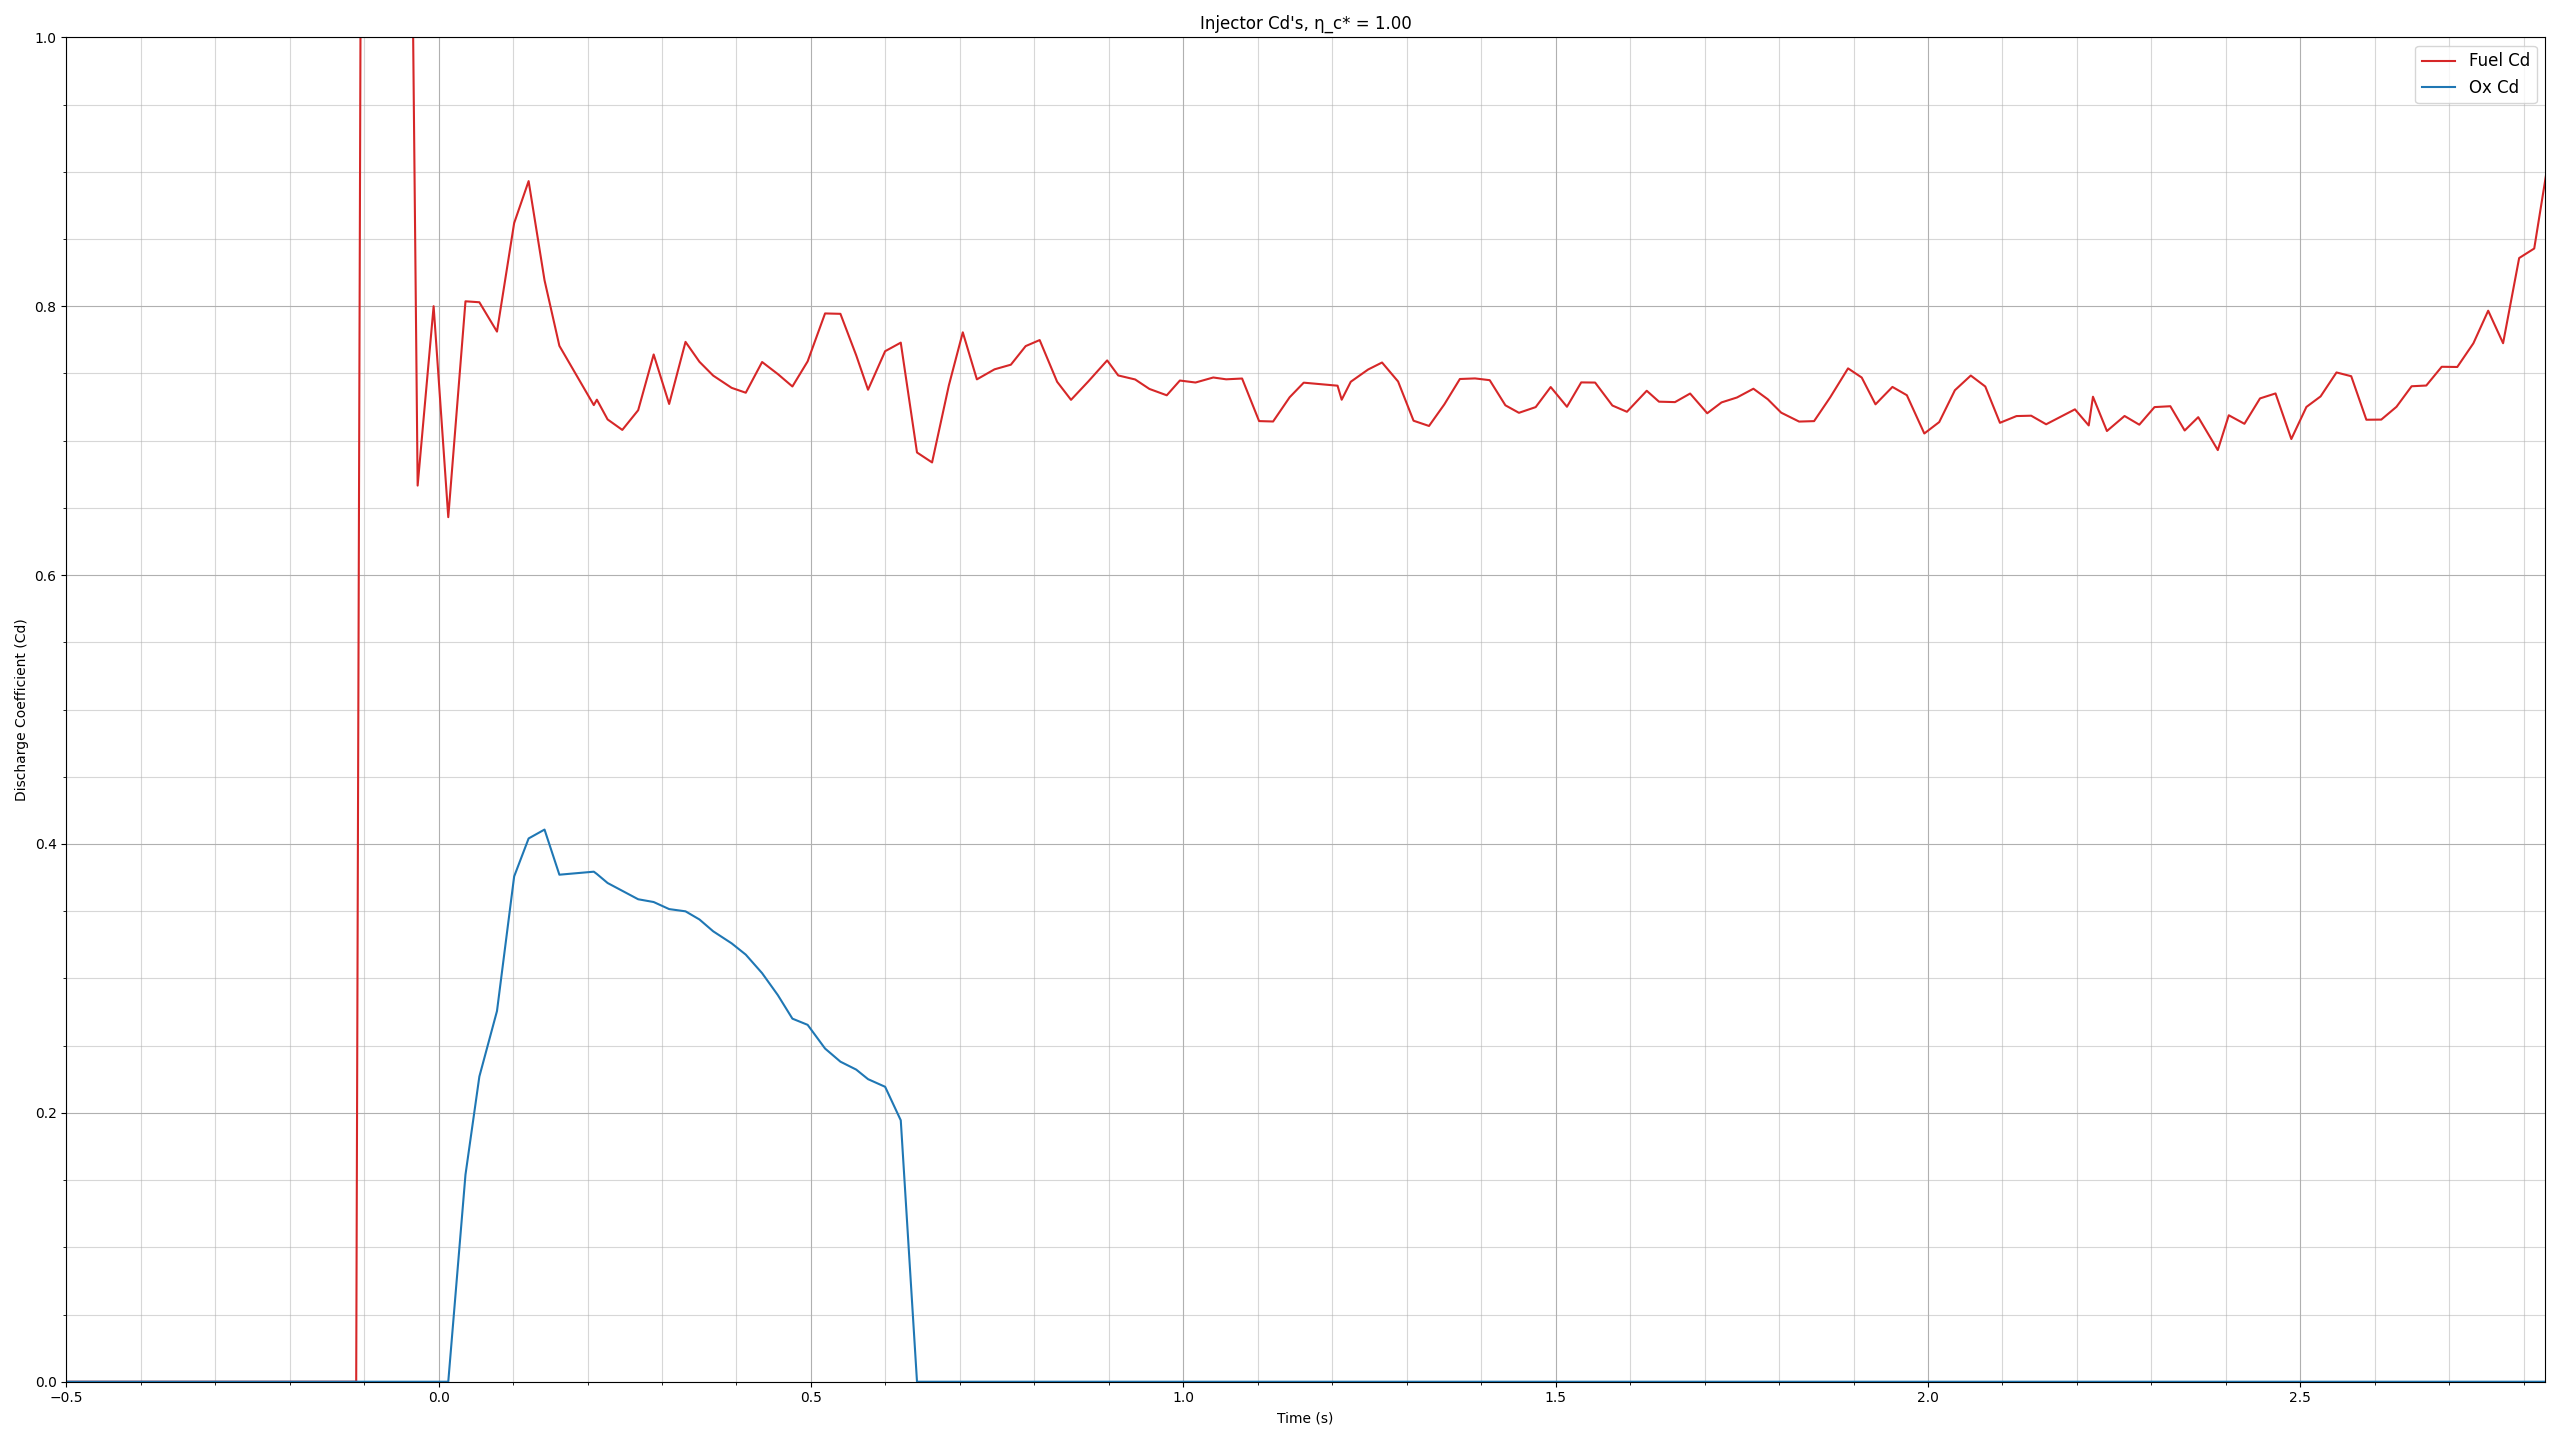 Injector Cd's, η_c* = 1.00
Fuel Cd
Ox Cd
Discharge Coefficient (Cd)
1.0
0.8
0.6
0.4
0.2
0.0
−0.5
0.0
0.5
1.0
1.5
2.0
2.5
Time (s)